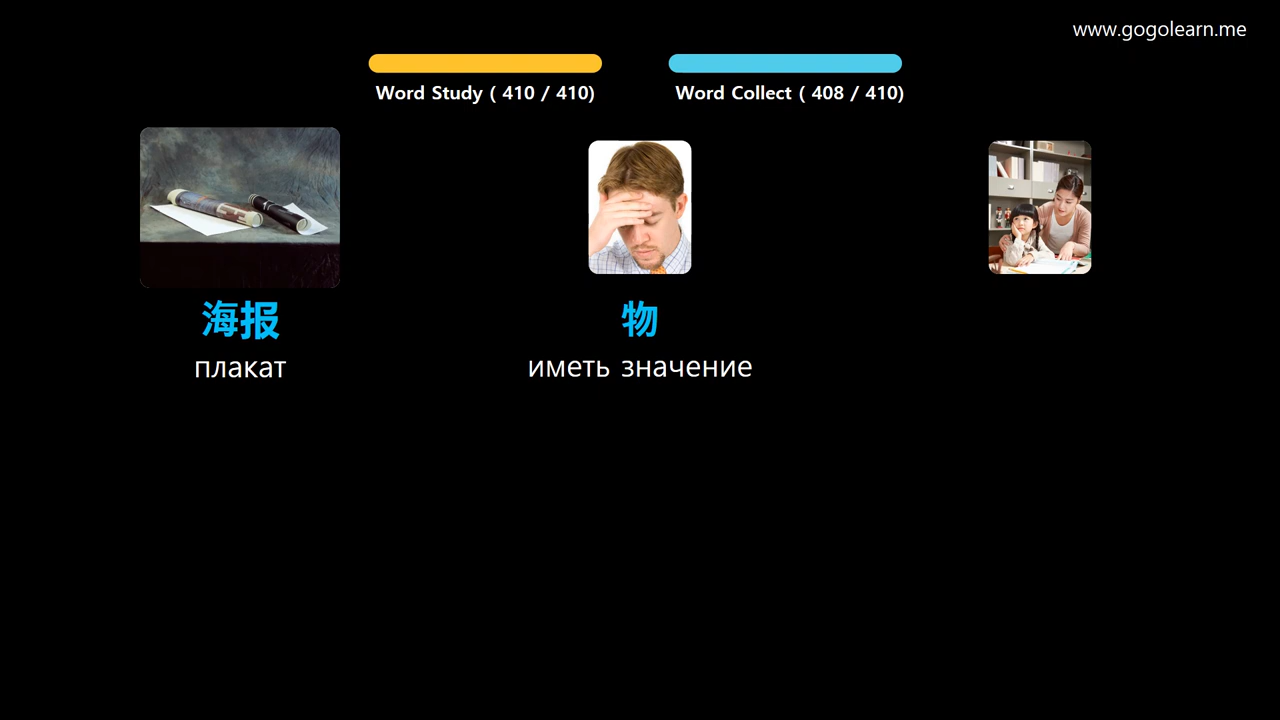 www.gogolearn.me
Word Study ( 410 / 410)
Word Collect ( 408 / 410)
海报
плакат
物
иметь значение